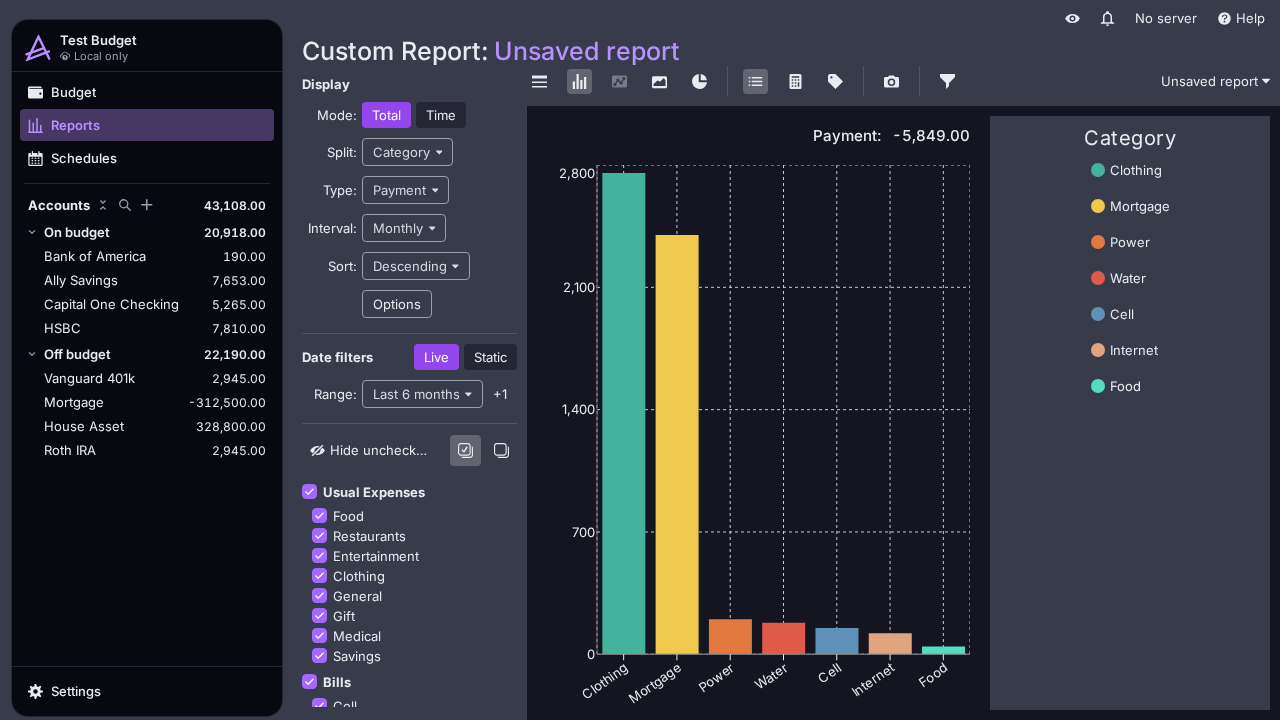 Test Budget
Local only
Budget
Reports
Schedules
Accounts 43,108.00
On budget 20,918.00
Bank of America 190.00
Ally Savings 7,653.00
Capital One Checking 5,265.00
HSBC 7,810.00
Off budget 22,190.00
Vanguard 401k 2,945.00
Mortgage -312,500.00
House Asset 328,800.00
Roth IRA 2,945.00
Settings
No server
Help
Custom Report: Unsaved report
Display
Mode: Total Time
Split: Category
Type: Payment
Interval: Monthly
Sort: Descending
Options
Date filters Live Static
Range: Last 6 months +1
Hide uncheck...
Usual Expenses
Food
Restaurants
Entertainment
Clothing
General
Gift
Medical
Savings
Bills
Cell
Unsaved report
Payment: -5,849.00
2,800
2,100
1,400
700
0
Clothing
Mortgage
Power
Water
Cell
Internet
Food
Category
Clothing
Mortgage
Power
Water
Cell
Internet
Food